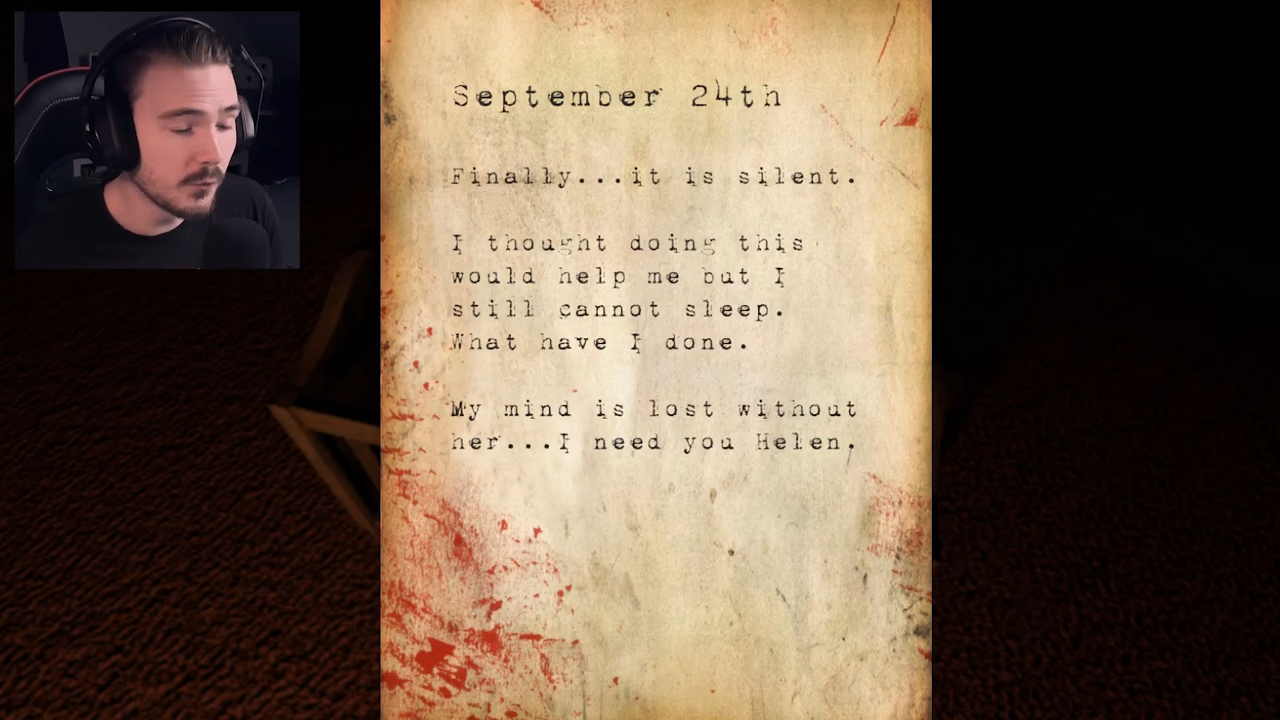 September 24th
Finally...it is silent.
I thought doing this
would help me but I
still cannot sleep.
What have I done.
My mind is lost without
her...I need you Helen.